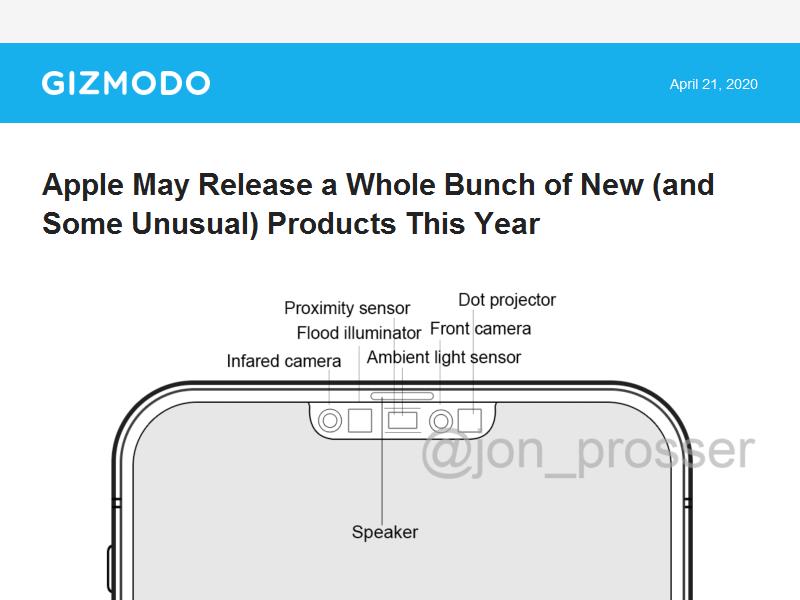 GIZMODO
April 21, 2020
Apple May Release a Whole Bunch of New (and
Some Unusual) Products This Year
Dot projector
Proximity sensor
Flood illuminator
Front camera
Infared camera
Ambient light sensor
@jon_prosser
Speaker